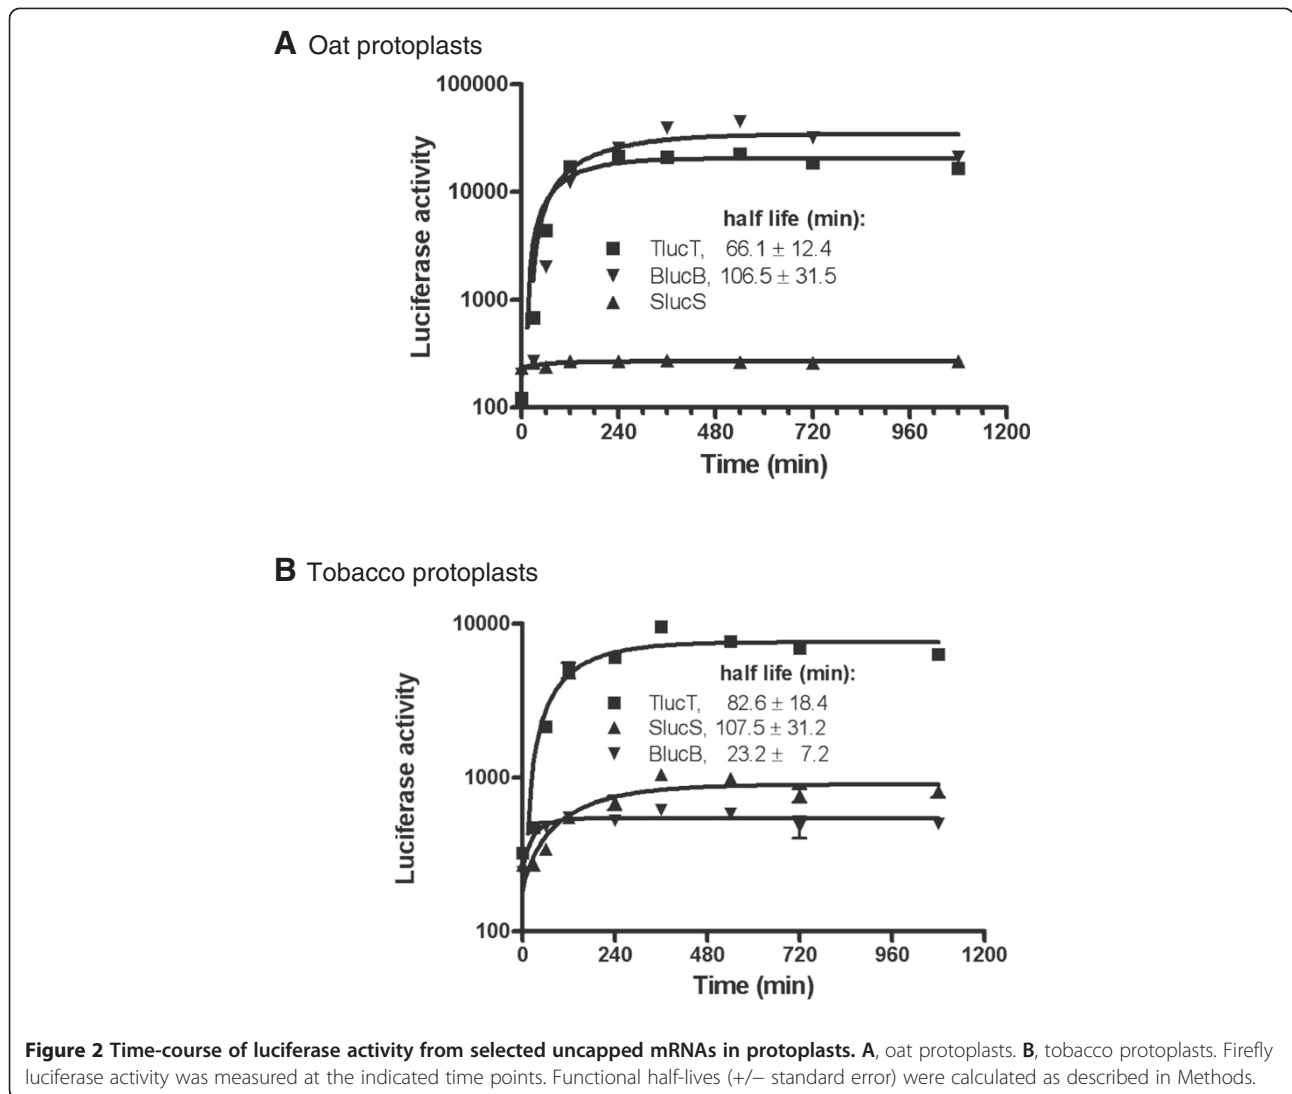 A Oat protoplasts
100000
10000
1000
100
Luciferase activity
half life (min):
TlucT, 66.1 ± 12.4
BlucB, 106.5 ± 31.5
SlucS
0 240 480 720 960 1200
Time (min)
B Tobacco protoplasts
10000
1000
100
Luciferase activity
half life (min):
TlucT, 82.6 ± 18.4
SlucS, 107.5 ± 31.2
BlucB, 23.2 ± 7.2
0 240 480 720 960 1200
Time (min)
Figure 2 Time-course of luciferase activity from selected uncapped mRNAs in protoplasts. A, oat protoplasts. B, tobacco protoplasts. Firefly
luciferase activity was measured at the indicated time points. Functional half-lives (+/− standard error) were calculated as described in Methods.